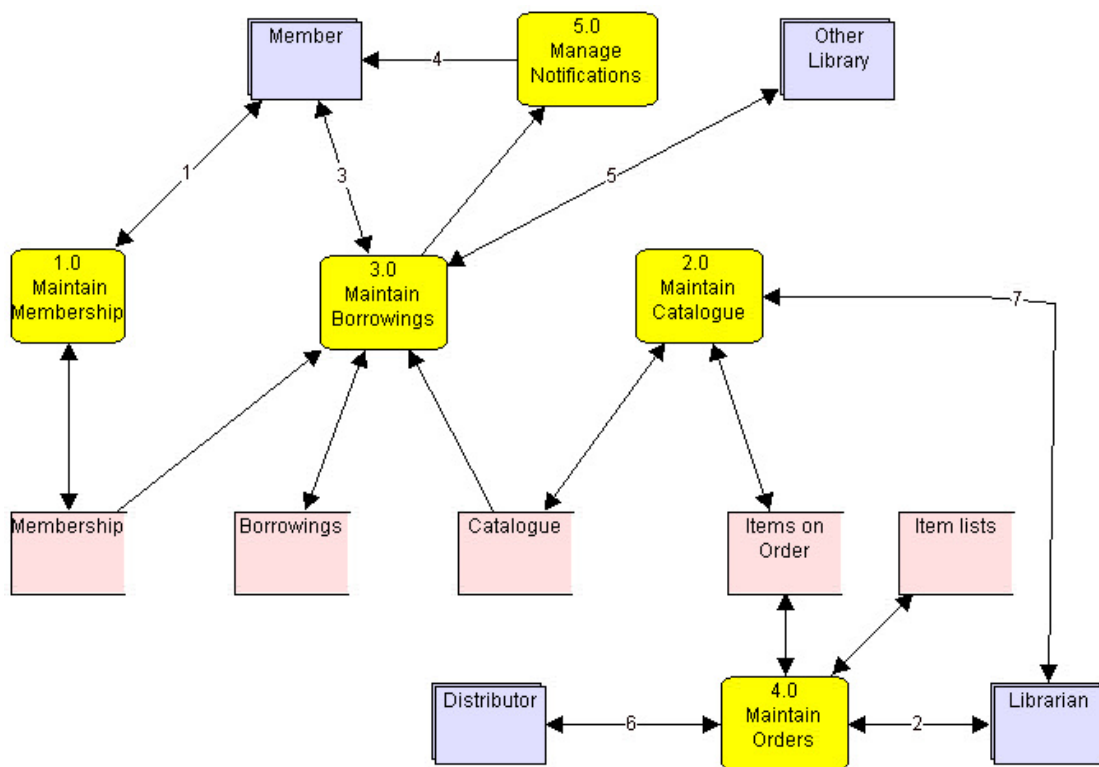 Member
5.0
Manage
Notifications
Other
Library
4
1
3
5
1.0
Maintain
Membership
3.0
Maintain
Borrowings
2.0
Maintain
Catalogue
7
Membership
Borrowings
Catalogue
Items on
Order
Item lists
Distributor
6
4.0
Maintain
Orders
2
Librarian